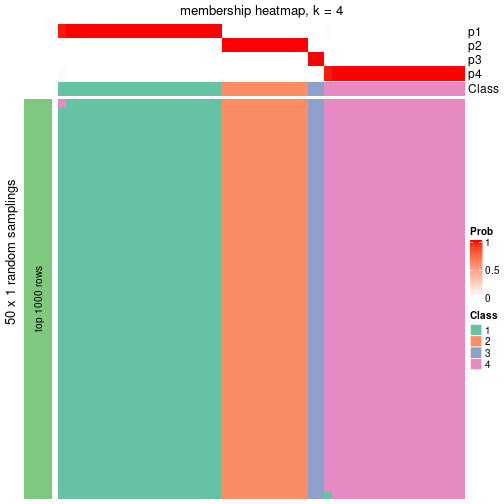 membership heatmap, k = 4
p1
p2
p3
p4
Class
50 x 1 random samplings
top 1000 rows
Prob
1
0.5
0
Class
1
2
3
4